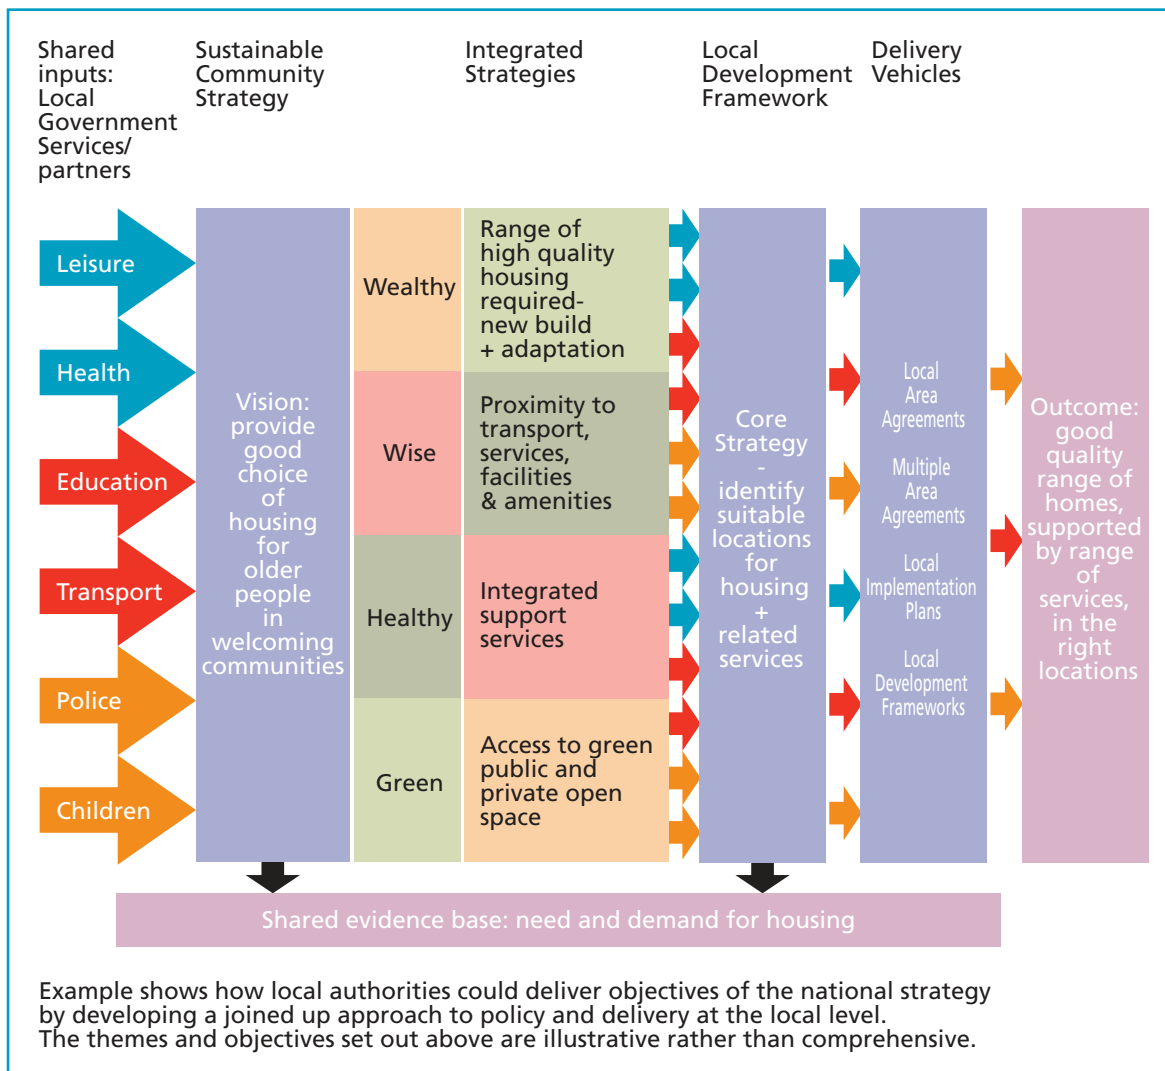 Shared
inputs:
Local
Government
Services/
partners
Sustainable
Community
Strategy
Integrated
Strategies
Local
Development
Framework
Delivery
Vehicles
Leisure
Health
Education
Transport
Police
Children
Vision:
provide
good
choice
of
housing
for
older
people
in
welcoming
communities
Wealthy
Wise
Healthy
Green
Range of
high quality
housing
required-
new build
+ adaptation
Proximity to
transport,
services,
facilities
& amenities
Integrated
support
services
Access to green
public and
private open
space
Core
Strategy
-
identify
suitable
locations
for
housing
+
related
services
Local
Area
Agreements
Multiple
Area
Agreements
Local
Implementation
Plans
Local
Development
Frameworks
Outcome:
good
quality
range of
homes,
supported
by range
of
services,
in the
right
locations
Shared evidence base: need and demand for housing
Example shows how local authorities could deliver objectives of the national strategy
by developing a joined up approach to policy and delivery at the local level.
The themes and objectives set out above are illustrative rather than comprehensive.